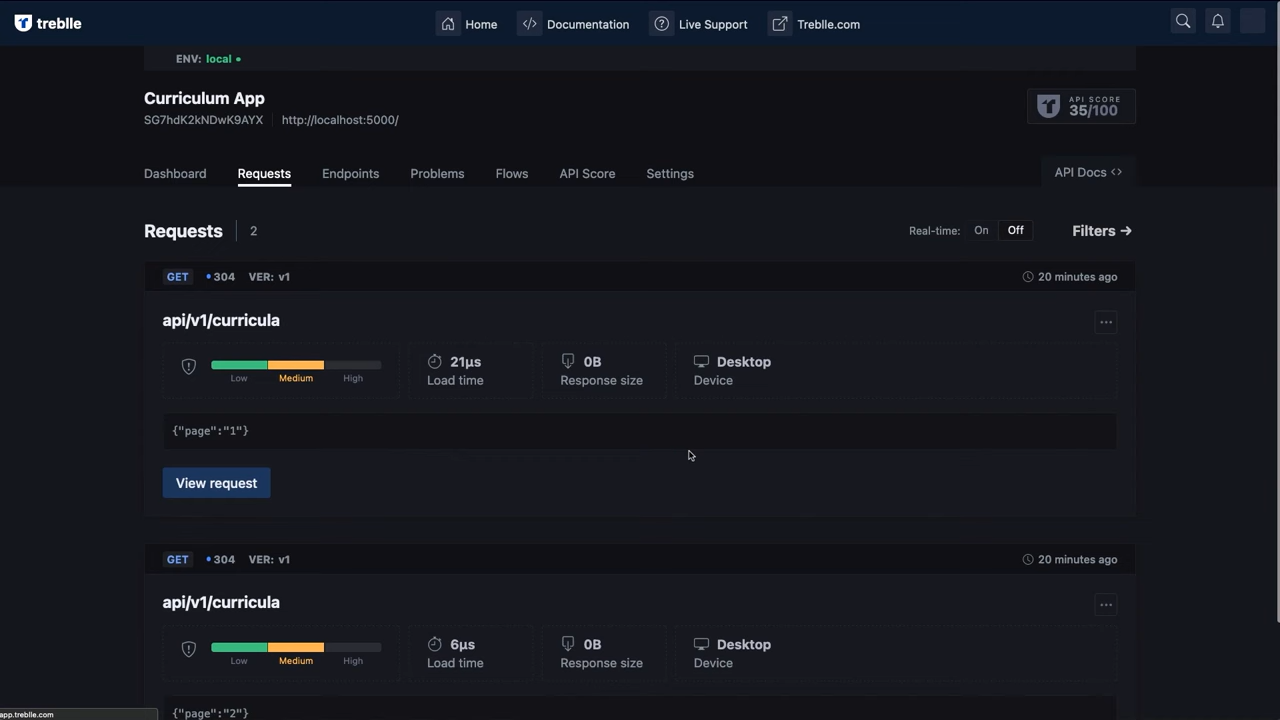 treblle
Home
Documentation
Live Support
Treblle.com
ENV: local
Curriculum App
SG7hdK2kNDwK9AYX
http://localhost:5000/
API SCORE
35/100
Dashboard
Requests
Endpoints
Problems
Flows
API Score
Settings
API Docs <>
Requests 2
Real-time: On Off
Filters →
GET • 304 VER: v1
20 minutes ago
api/v1/curricula
...
Low Medium High
21µs
Load time
0B
Response size
Desktop
Device
{"page":"1"}
View request
GET • 304 VER: v1
20 minutes ago
api/v1/curricula
...
Low Medium High
6µs
Load time
0B
Response size
Desktop
Device
{"page":"2"}
app.treblle.com